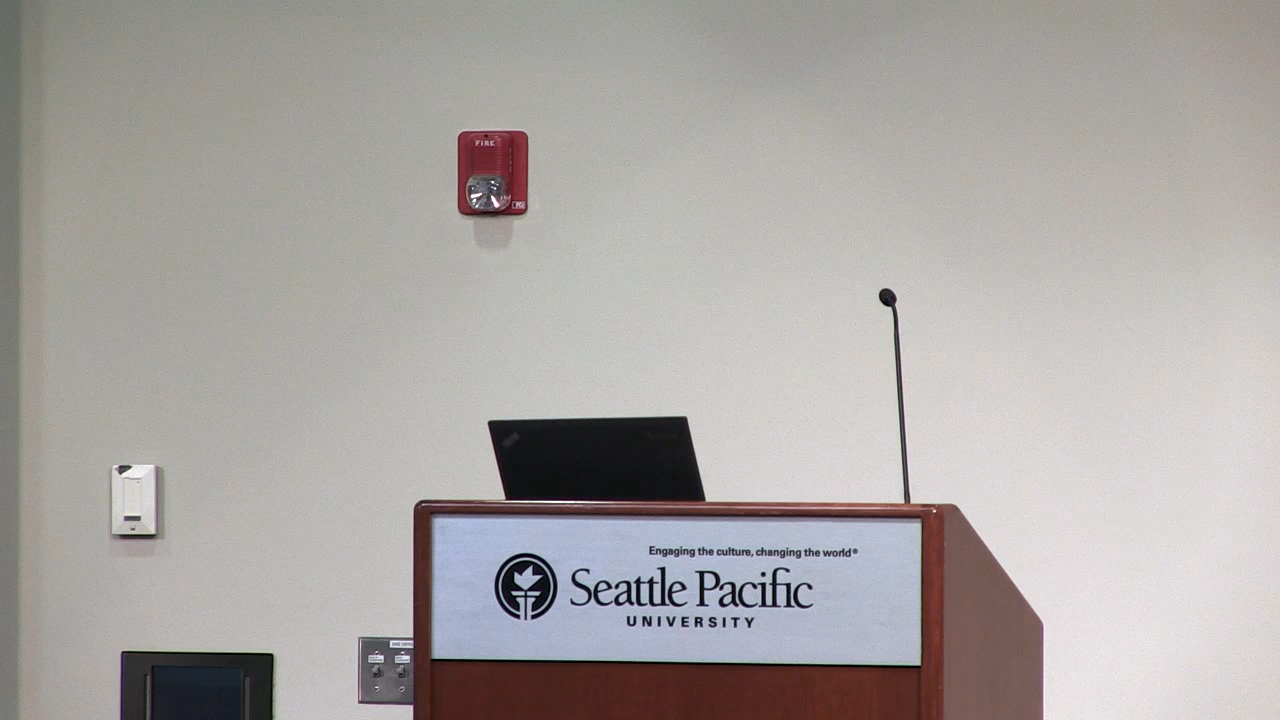 FIRE
Engaging the culture, changing the world®
Seattle Pacific
UNIVERSITY